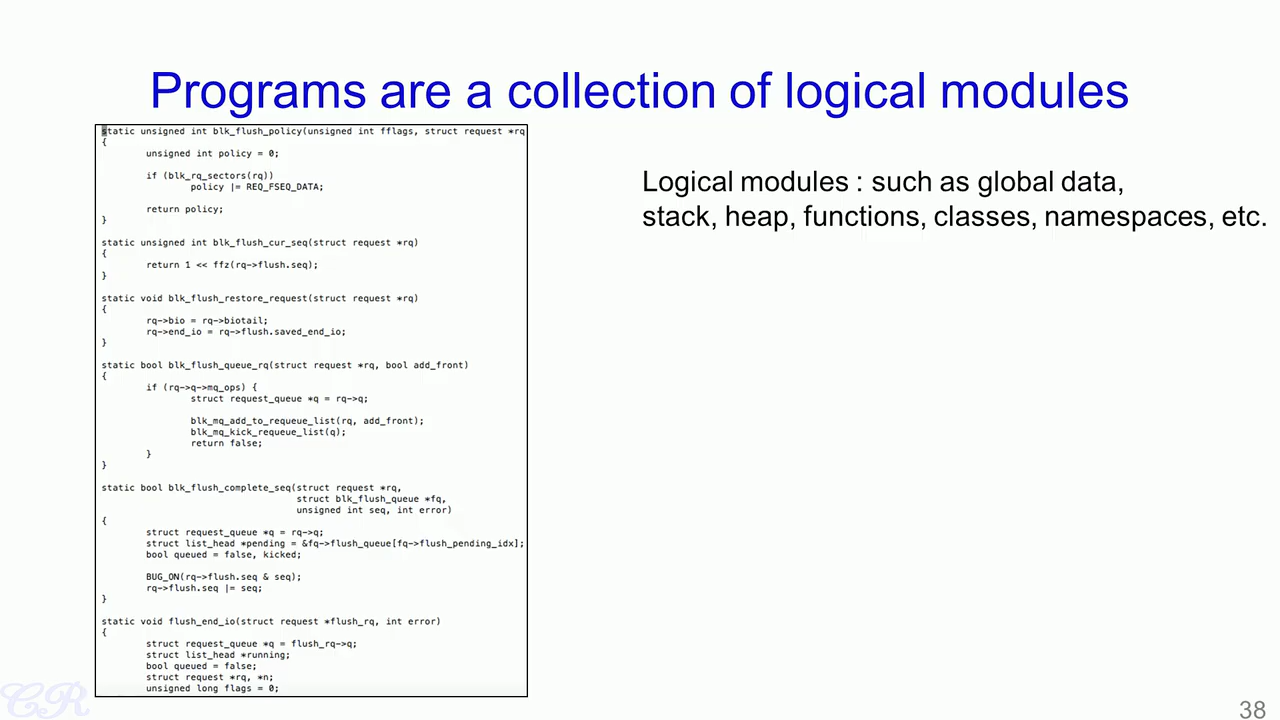 Programs are a collection of logical modules
static unsigned int blk_flush_policy(unsigned int fflags, struct request *rq
{
unsigned int policy = 0;
if (blk_rq_sectors(rq))
policy |= REQ_FSEQ_DATA;
return policy;
}
static unsigned int blk_flush_cur_seq(struct request *rq)
{
return 1 << ffz(rq->flush.seq);
}
static void blk_flush_restore_request(struct request *rq)
{
rq->bio = rq->biotail;
rq->end_io = rq->flush.saved_end_io;
}
static bool blk_flush_queue_rq(struct request *rq, bool add_front)
{
if (rq->q->mq_ops) {
struct request_queue *q = rq->q;
blk_mq_add_to_requeue_list(rq, add_front);
blk_mq_kick_requeue_list(q);
return false;
}
}
static bool blk_flush_complete_seq(struct request *rq,
struct blk_flush_queue *fq,
unsigned int seq, int error)
{
struct request_queue *q = rq->q;
struct list_head *pending = &fq->flush_queue[fq->flush_pending_idx];
bool queued = false, kicked;
BUG_ON(rq->flush.seq & seq);
rq->flush.seq |= seq;
}
static void flush_end_io(struct request *flush_rq, int error)
{
struct request_queue *q = flush_rq->q;
struct list_head *running;
bool queued = false;
struct request *rq, *n;
unsigned long flags = 0;
Logical modules : such as global data,
stack, heap, functions, classes, namespaces, etc.
CR
38